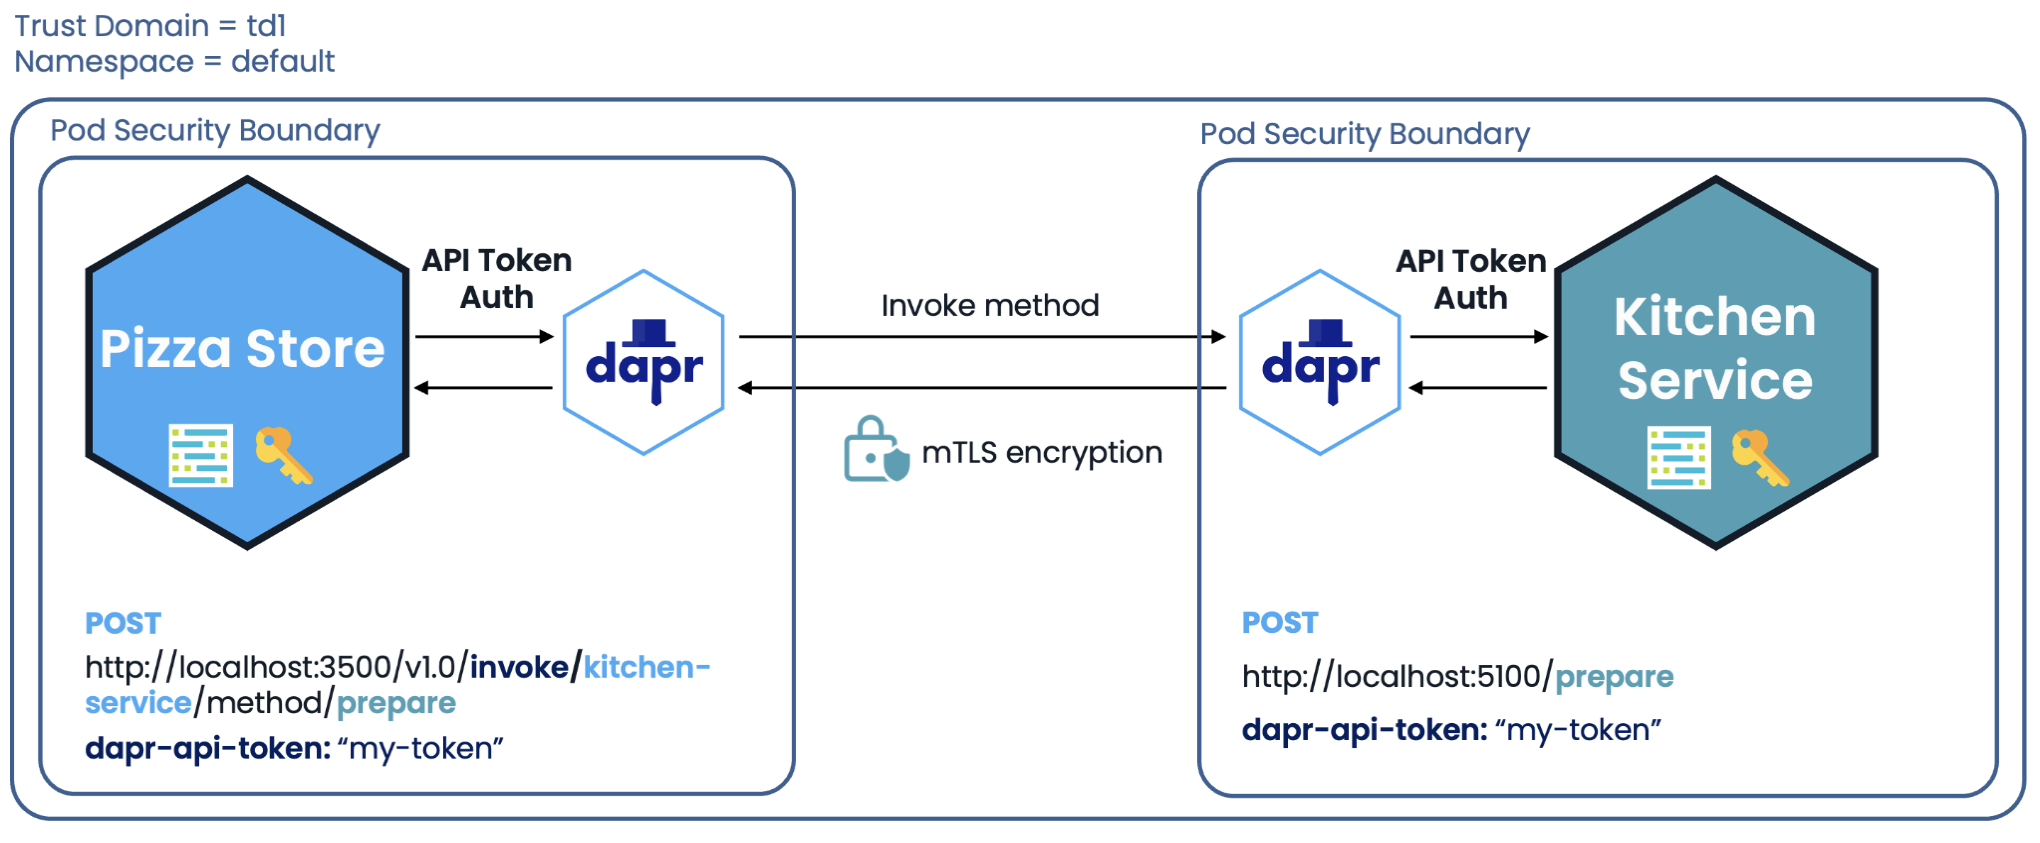 Trust Domain = td1
Namespace = default
Pod Security Boundary
Pizza Store
API Token
Auth
dapr
POST
http://localhost:3500/v1.0/invoke/kitchen-
service/method/prepare
dapr-api-token: “my-token”
Invoke method
mTLS encryption
Pod Security Boundary
dapr
API Token
Auth
Kitchen
Service
POST
http://localhost:5100/prepare
dapr-api-token: “my-token”